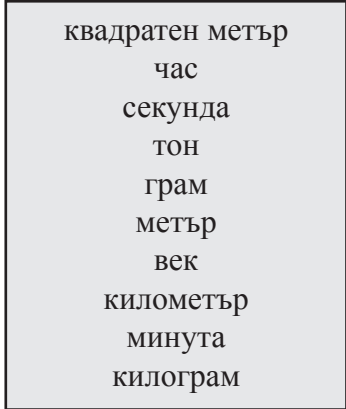 квадратен метър
час
секунда
тон
грам
метър
век
километър
минута
килограм